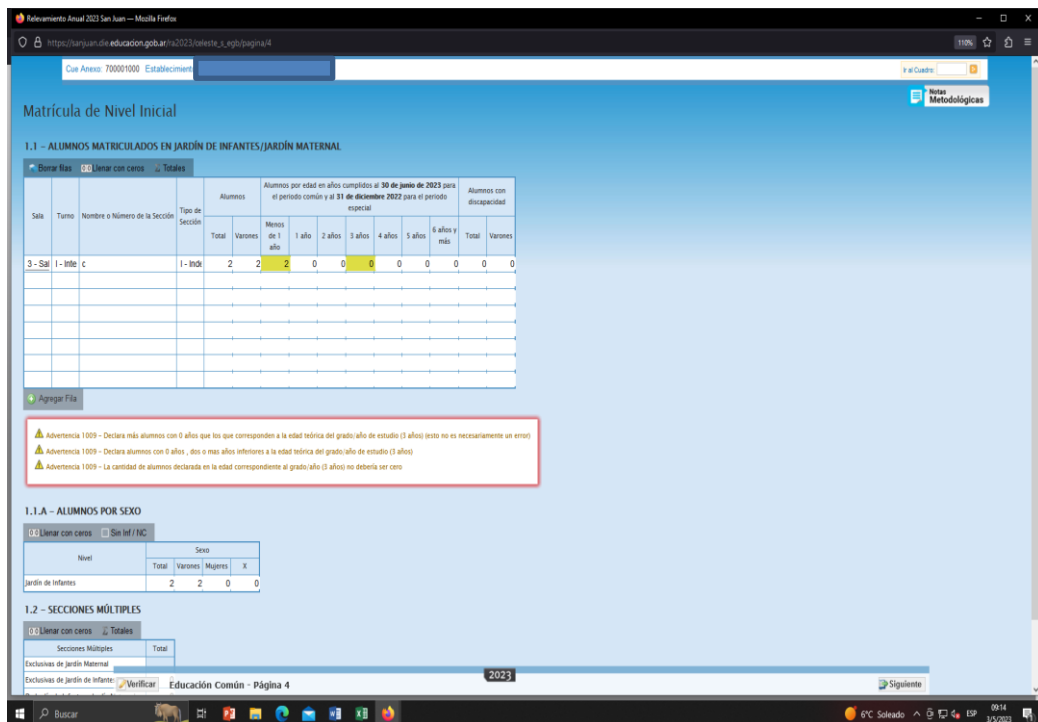 Relevamiento Anual 2023 San Juan — Mozilla Firefox
https://sanjuan.die.educacion.gob.ar/ra2023/celeste_s_egb/pagina/4
110%
Cue Anexo: 700001000 Establecimient
Ir al Cuadro:
Notas Metodológicas
Matrícula de Nivel Inicial
1.1 – ALUMNOS MATRICULADOS EN JARDÍN DE INFANTES/JARDÍN MATERNAL
Borrar filas 0.0 Llenar con ceros Totales
Sala Turno Nombre o Número de la Sección Tipo de Sección Alumnos Alumnos por edad en años cumplidos al 30 de junio de 2023 para el periodo común y al 31 de diciembre 2022 para el periodo especial Alumnos con discapacidad
Total Varones Menos de 1 año 1 año 2 años 3 años 4 años 5 años 6 años y más Total Varones
3 - Sal I - Inte c I - Inde 2 2 2 0 0 0 0 0 0 0 0
Agregar Fila
Advertencia 1009 – Declara más alumnos con 0 años que los que corresponden a la edad teórica del grado/año de estudio (3 años) (esto no es necesariamente un error)
Advertencia 1009 – Declara alumnos con 0 años , dos o mas años inferiores a la edad teórica del grado/año de estudio (3 años)
Advertencia 1009 – La cantidad de alumnos declarada en la edad correspondiente al grado/año (3 años) no debería ser cero
1.1.A – ALUMNOS POR SEXO
0.0 Llenar con ceros Sin Inf / NC
Nivel Sexo
Total Varones Mujeres X
Jardín de Infantes 2 2 0 0
1.2 – SECCIONES MÚLTIPLES
0.0 Llenar con ceros Totales
Secciones Múltiples Total
Exclusivas de Jardín Maternal
Exclusivas de Jardín de Infante
2023
Verificar Educación Común - Página 4 Siguiente
Buscar
6°C Soleado ESP 09:14
3/5/2023